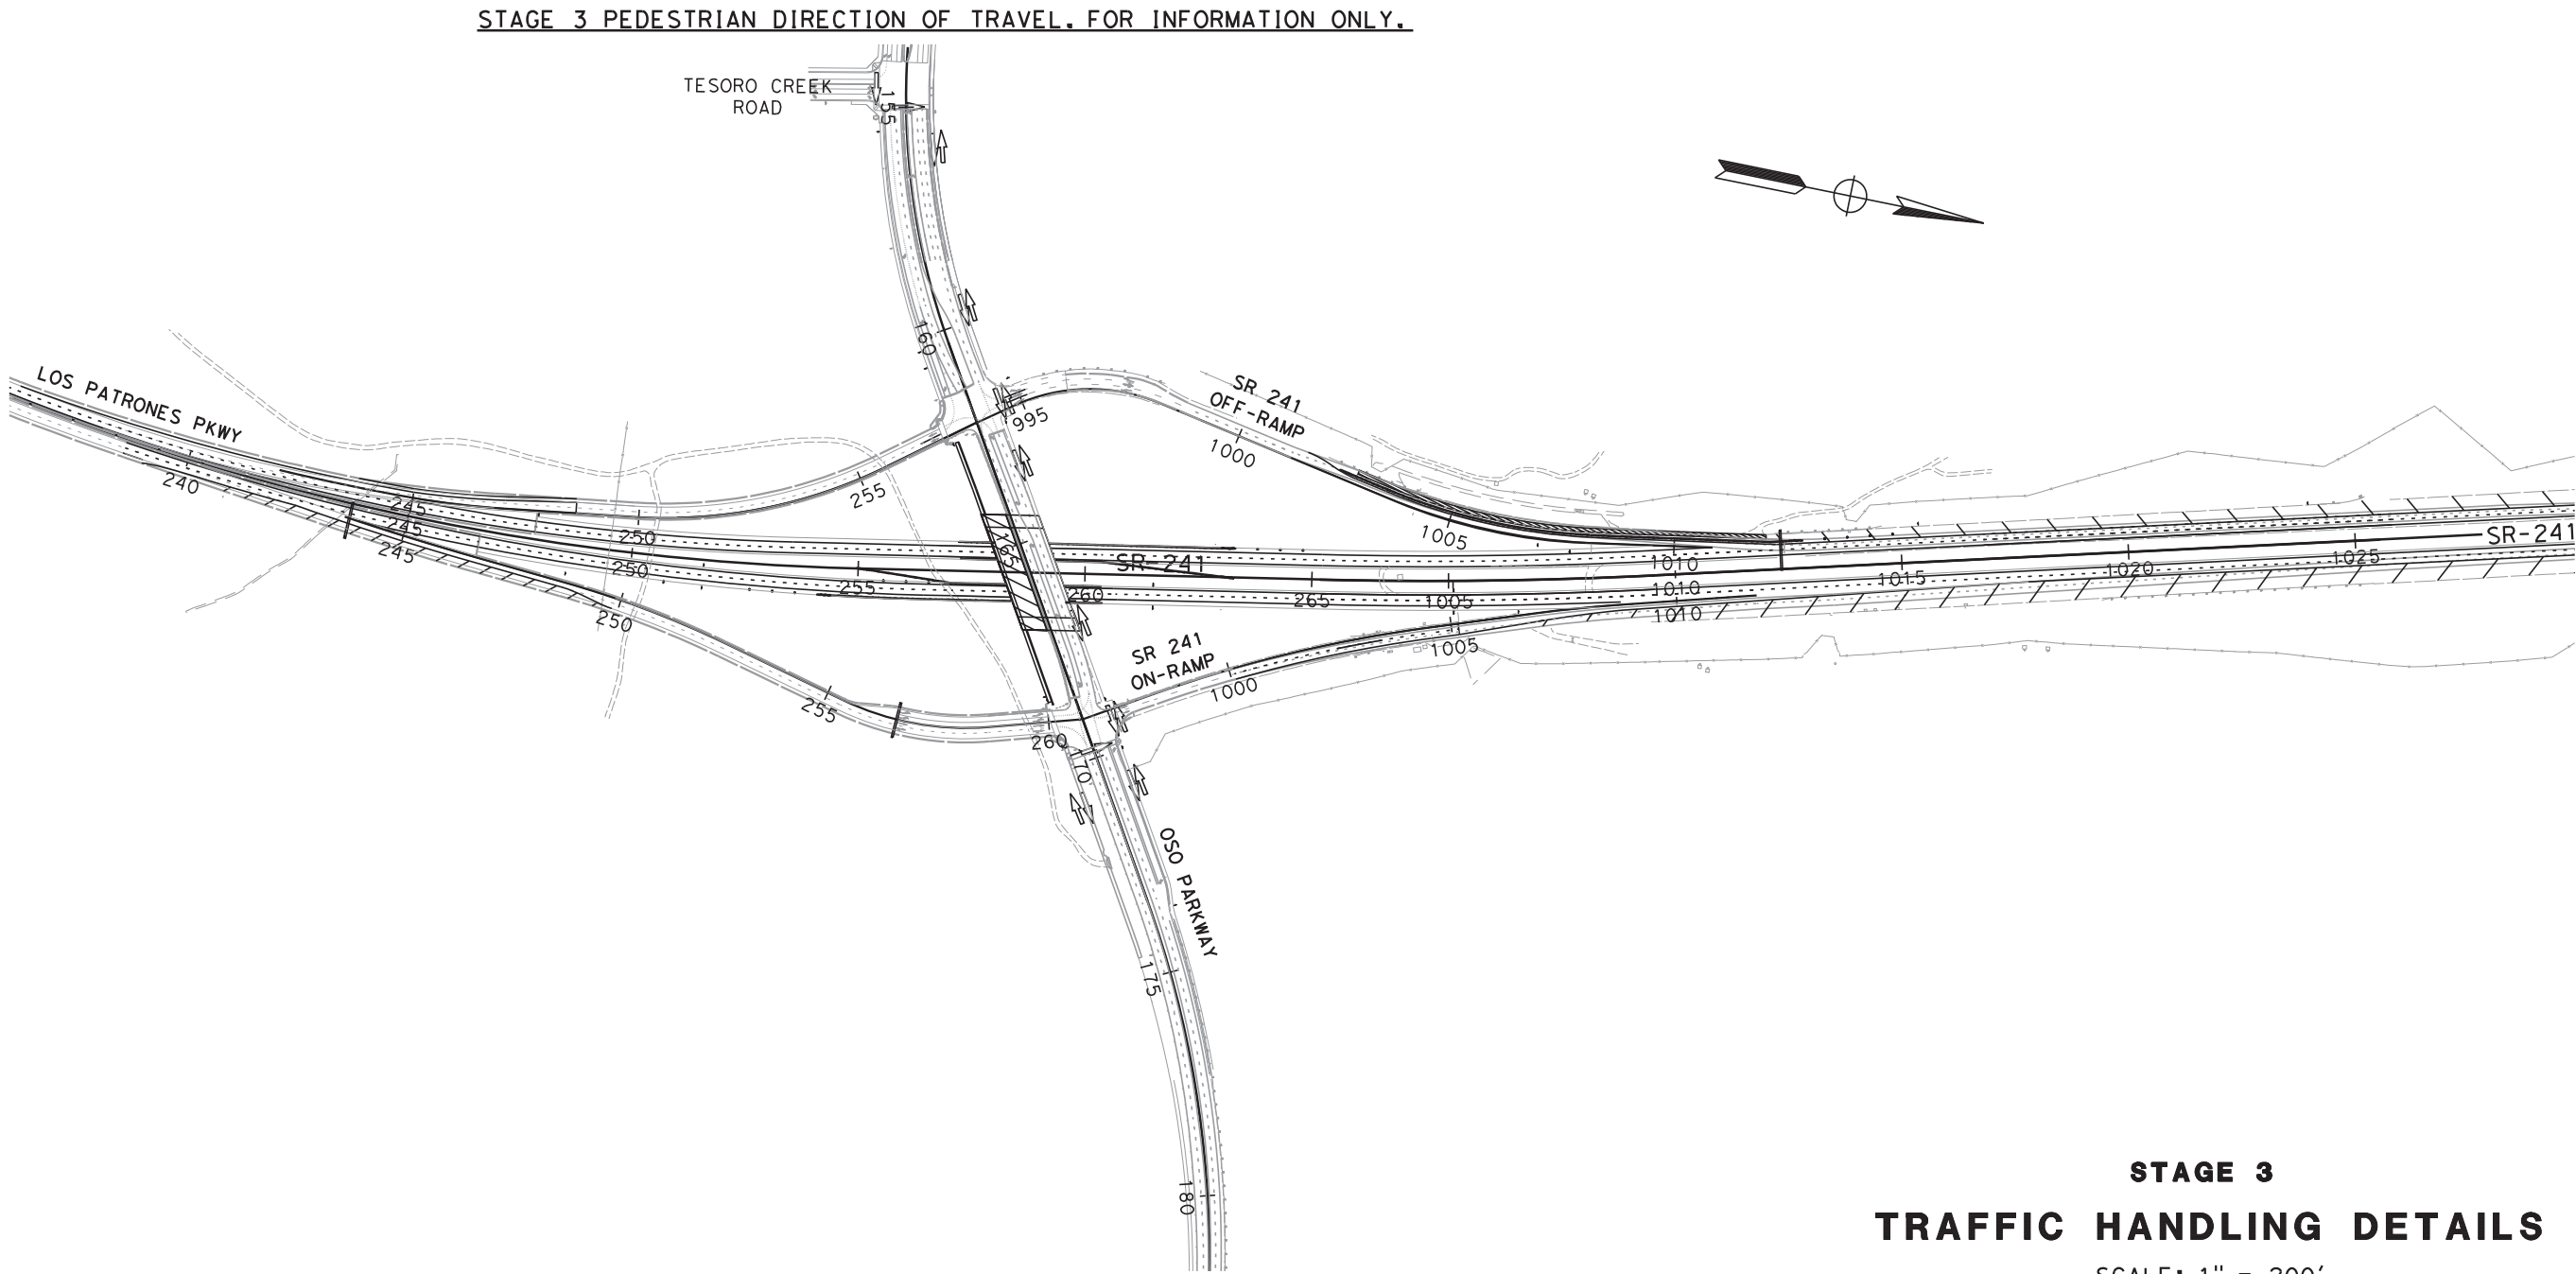 STAGE 3 PEDESTRIAN DIRECTION OF TRAVEL. FOR INFORMATION ONLY.
TESORO CREEK
ROAD
155
160
LOS PATRONES PKWY
SR 241
OFF-RAMP
995
1000
240
245
245
245
255
250
250
250
165
SR-241
1005
1010
SR-241
255
260
265
1005
1010
1010
1015
1020
1025
SR 241
ON-RAMP
1005
1000
255
260
170
OSO PARKWAY
175
180
STAGE 3
TRAFFIC HANDLING DETAILS